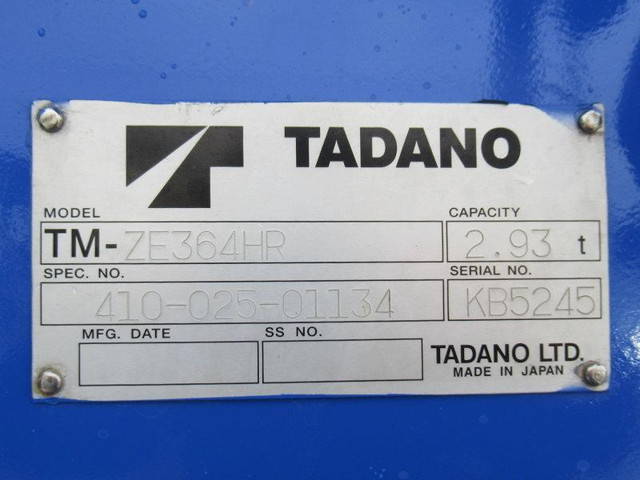 TADANO
MODEL
TM-ZE364HR
CAPACITY
2.93 t
SPEC. NO.
410-025-01134
SERIAL NO.
KB5245
MFG. DATE
SS NO.
TADANO LTD.
MADE IN JAPAN